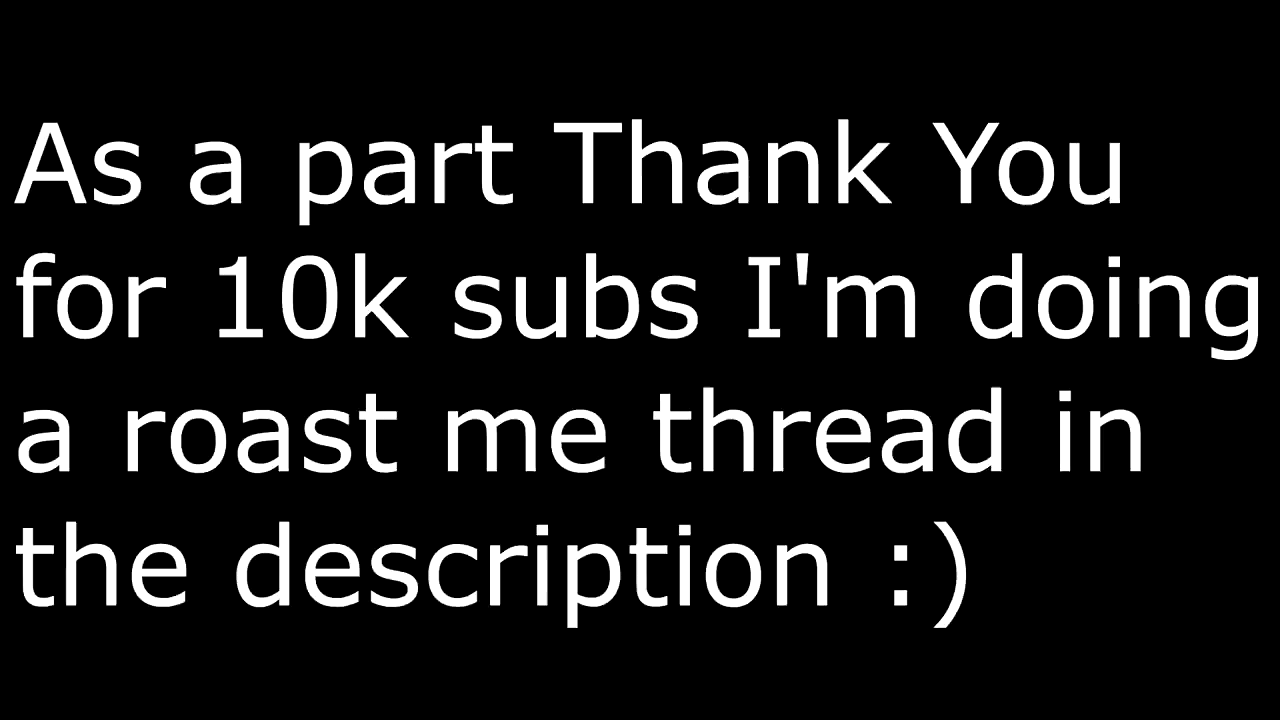 As a part Thank You
for 10k subs I'm doing
a roast me thread in
the description :)